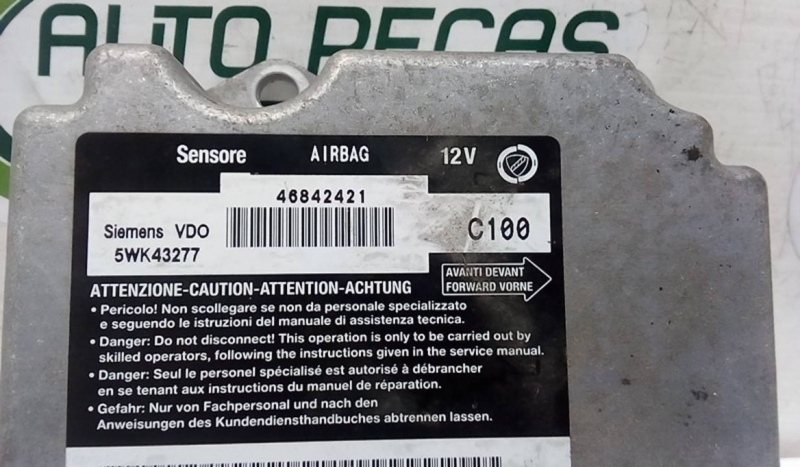 AUTO PEÇAS
Sensore AIRBAG 12V
46842421
Siemens VDO
5WK43277
C100
AVANTI DEVANT
FORWARD VORNE
ATTENZIONE-CAUTION-ATTENTION-ACHTUNG
• Pericolo! Non scollegare se non da personale specializzato
e seguendo le istruzioni del manuale di assistenza tecnica.
• Danger: Do not disconnect! This operation is only to be carried out by
skilled operators, following the instructions given in the service manual.
• Danger: Seul le personel spécialisé est autorisé à débrancher
en se tenant aux instructions du manuel de réparation.
• Gefahr: Nur von Fachpersonal und nach den
Anweisungen des Kundendiensthandbuches abtrennen lassen.